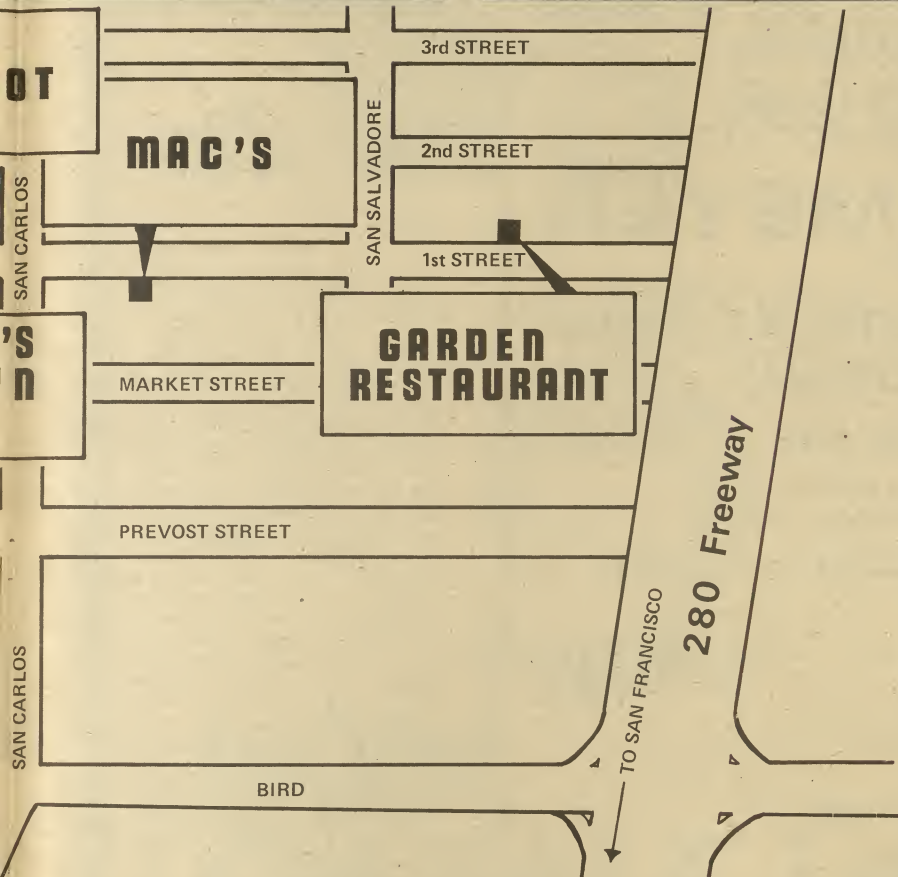 3rd STREET
OT
MAC'S
SAN SALVADORE
2nd STREET
SAN CARLOS
1st STREET
'S
N
GARDEN
RESTAURANT
MARKET STREET
280 Freeway
PREVOST STREET
TO SAN FRANCISCO
SAN CARLOS
BIRD